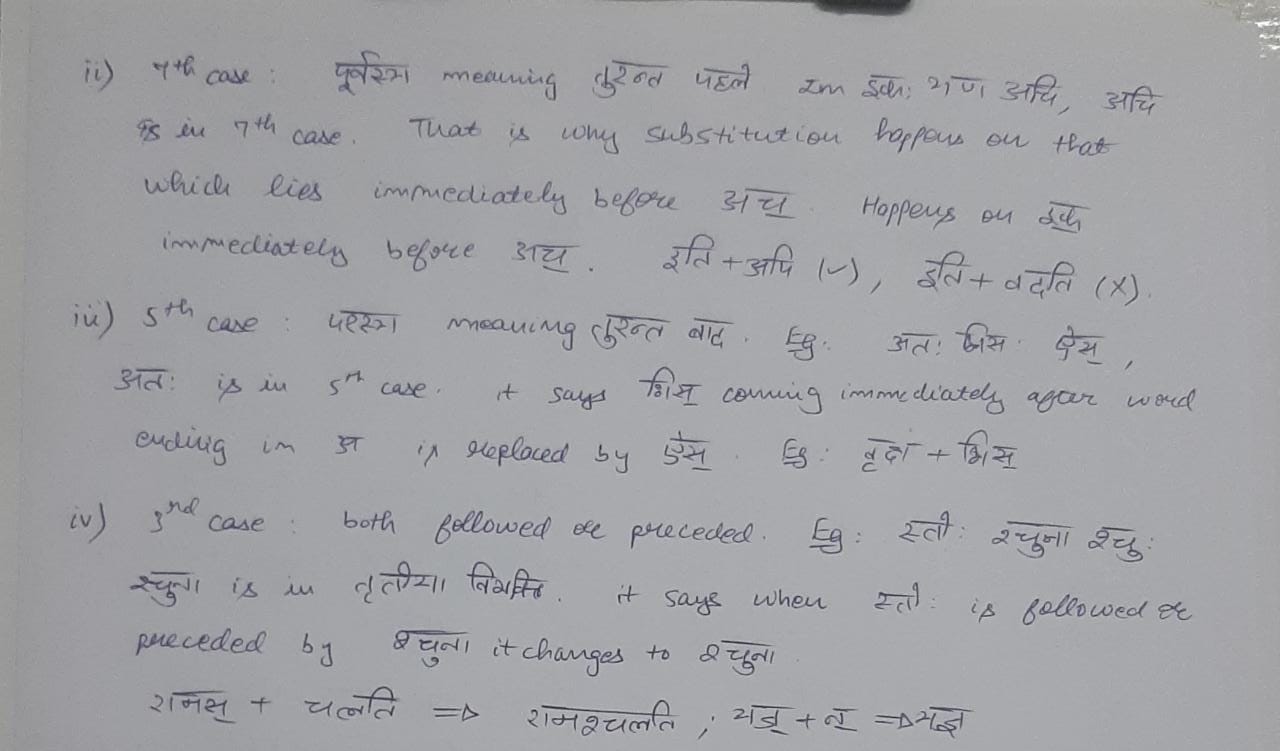 ii) 7th case : पूर्वस्य meaning तुरन्त पहले In इकः यण अचि, अचि
is in 7th case. That is why substitution happens on that
which lies immediately before अच् . Happens on इक्
immediately before अच् . इति + अपि (✓), इति + वदति (X).
iii) 5th case : परस्य meaning तुरन्त बाद . Eg: अतः भिस ऐस् ,
अतः is in 5th case. it says भिस् coming immediately after word
ending in अ is replaced by ऐस् . Eg : + भिस्
iv) 3rd case : both followed or preceded. Eg : स्तोः श्चुना श्चुः
श्चुना is in तृतीया विभक्ति . it says when स्तोः is followed or
preceded by श्चुना it changes to श्चुना
रामस् + चलति => रामश्चलति ; यज् + न् => यज्ञ